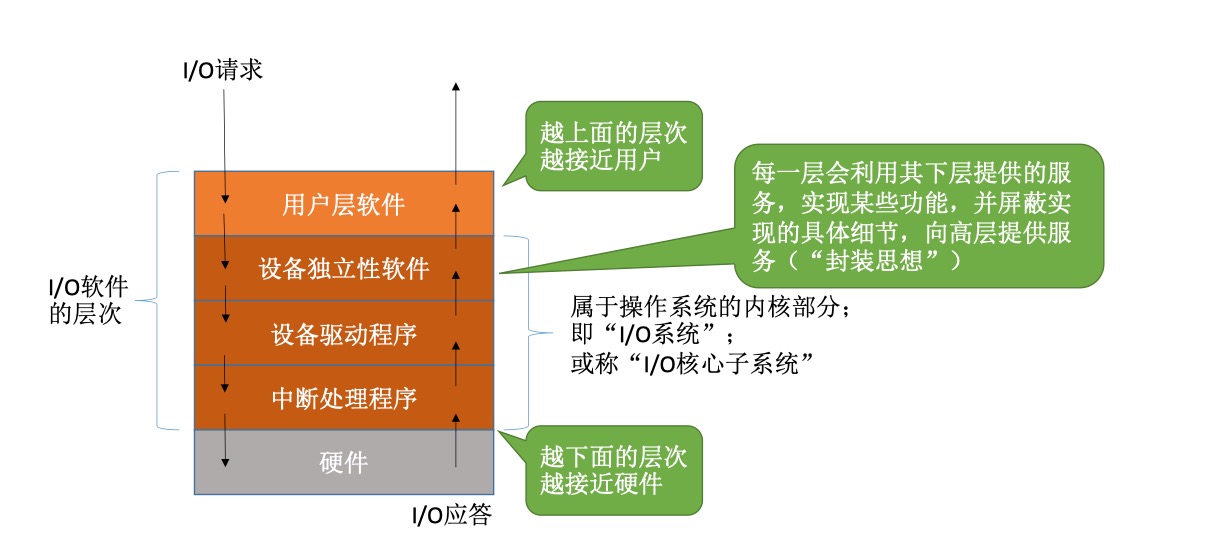 I/O请求
越上面的层次
越接近用户
每一层会利用其下层提供的服
务，实现某些功能，并屏蔽实
现的具体细节，向高层提供服
务（“封装思想”）
用户层软件
设备独立性软件
I/O软件
的层次
属于操作系统的内核部分；
即“I/O系统”；
或称“I/O核心子系统”
设备驱动程序
中断处理程序
硬件
越下面的层次
越接近硬件
I/O应答